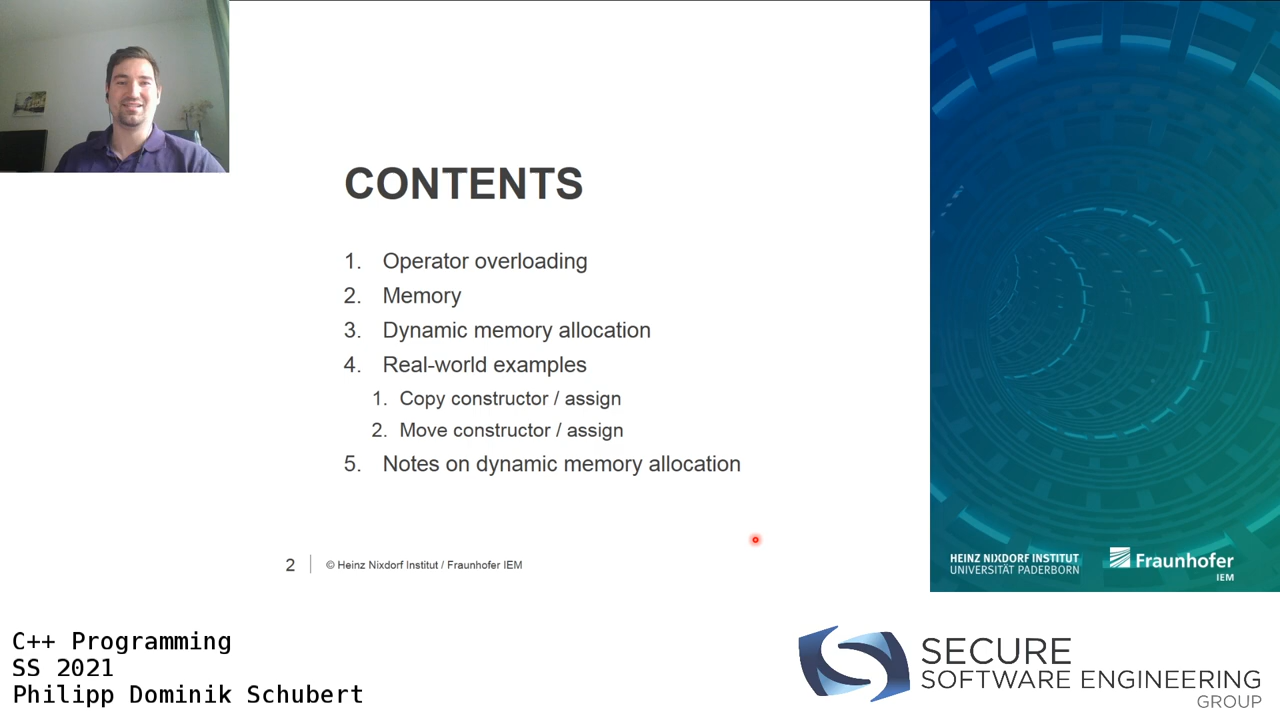 CONTENTS
1. Operator overloading
2. Memory
3. Dynamic memory allocation
4. Real-world examples
1. Copy constructor / assign
2. Move constructor / assign
5. Notes on dynamic memory allocation
2 © Heinz Nixdorf Institut / Fraunhofer IEM
HEINZ NIXDORF INSTITUT
UNIVERSITÄT PADERBORN
Fraunhofer
IEM
C++ Programming
SS 2021
Philipp Dominik Schubert
SECURE
SOFTWARE ENGINEERING
GROUP